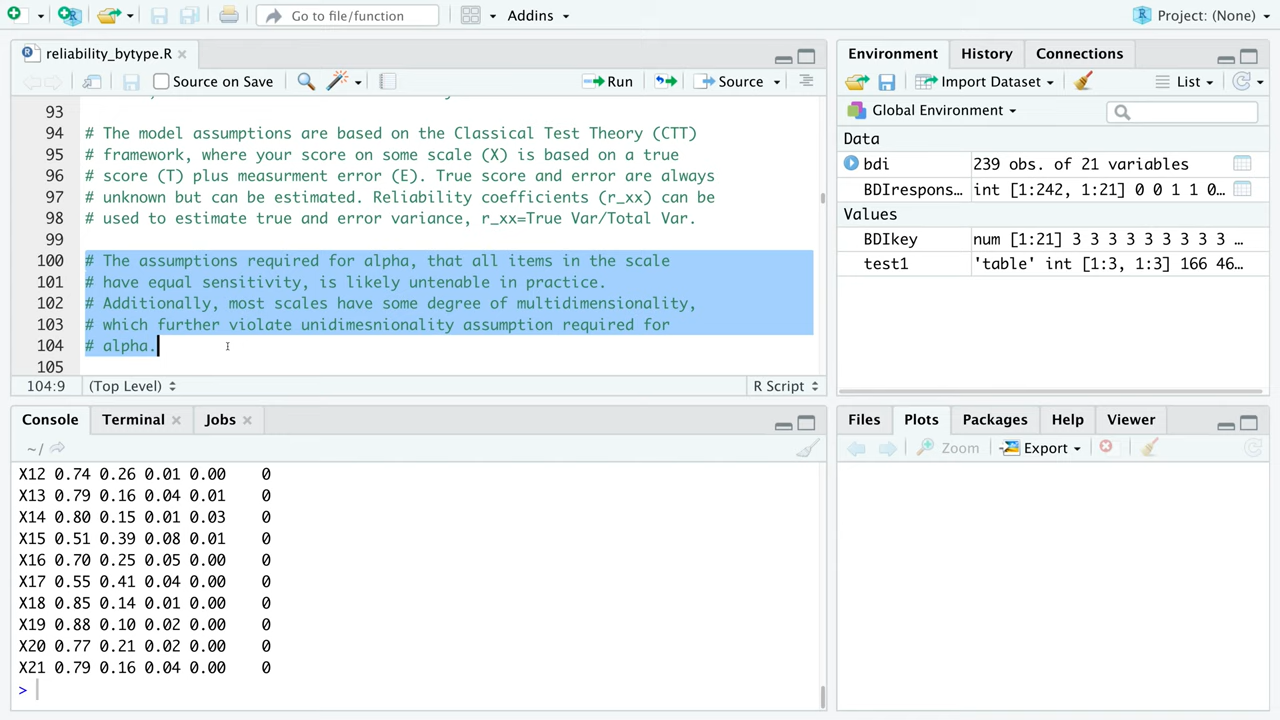 Go to file/function
Addins
Project: (None)
reliability_bytype.R
Source on Save
Run
Source
93
94 # The model assumptions are based on the Classical Test Theory (CTT)
95 # framework, where your score on some scale (X) is based on a true
96 # score (T) plus measurment error (E). True score and error are always
97 # unknown but can be estimated. Reliability coefficients (r_xx) can be
98 # used to estimate true and error variance, r_xx=True Var/Total Var.
99
100 # The assumptions required for alpha, that all items in the scale
101 # have equal sensitivity, is likely untenable in practice.
102 # Additionally, most scales have some degree of multidimensionality,
103 # which further violate unidimesnionality assumption required for
104 # alpha.
105
104:9 (Top Level) R Script
Console Terminal Jobs
~/
X12 0.74 0.26 0.01 0.00 0
X13 0.79 0.16 0.04 0.01 0
X14 0.80 0.15 0.01 0.03 0
X15 0.51 0.39 0.08 0.01 0
X16 0.70 0.25 0.05 0.00 0
X17 0.55 0.41 0.04 0.00 0
X18 0.85 0.14 0.01 0.00 0
X19 0.88 0.10 0.02 0.00 0
X20 0.77 0.21 0.02 0.00 0
X21 0.79 0.16 0.04 0.00 0
>
Environment History Connections
Import Dataset List
Global Environment
Data
bdi 239 obs. of 21 variables
BDIrespons… int [1:242, 1:21] 0 0 1 1 0…
Values
BDIkey num [1:21] 3 3 3 3 3 3 3 3 3 …
test1 'table' int [1:3, 1:3] 166 46…
Files Plots Packages Help Viewer
Zoom Export